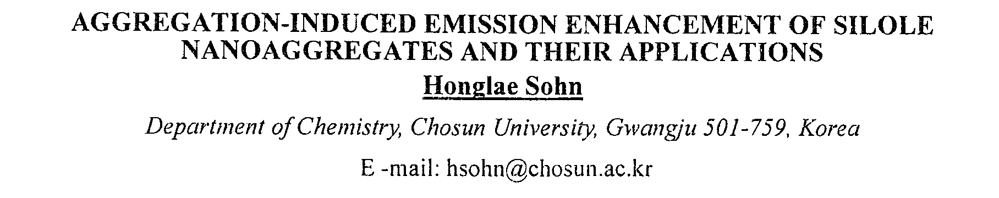 AGGREGATION-INDUCED EMISSION ENHANCEMENT OF SILOLE
NANOAGGREGATES AND THEIR APPLICATIONS
Honglae Sohn
Department of Chemistry, Chosun University, Gwangju 501-759, Korea
E -mail: hsohn@chosun.ac.kr